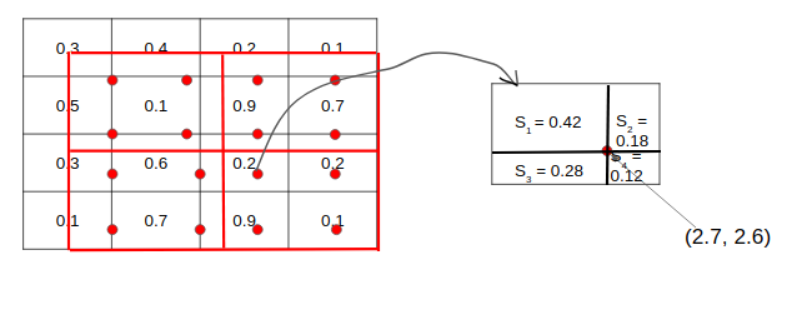 0.3 0.4 0.2 0.1
0.5 0.1 0.9 0.7
0.3 0.6 0.2 0.2
0.1 0.7 0.9 0.1
S1 = 0.42
S2 =
0.18
S3 = 0.28
S4 =
0.12
(2.7, 2.6)